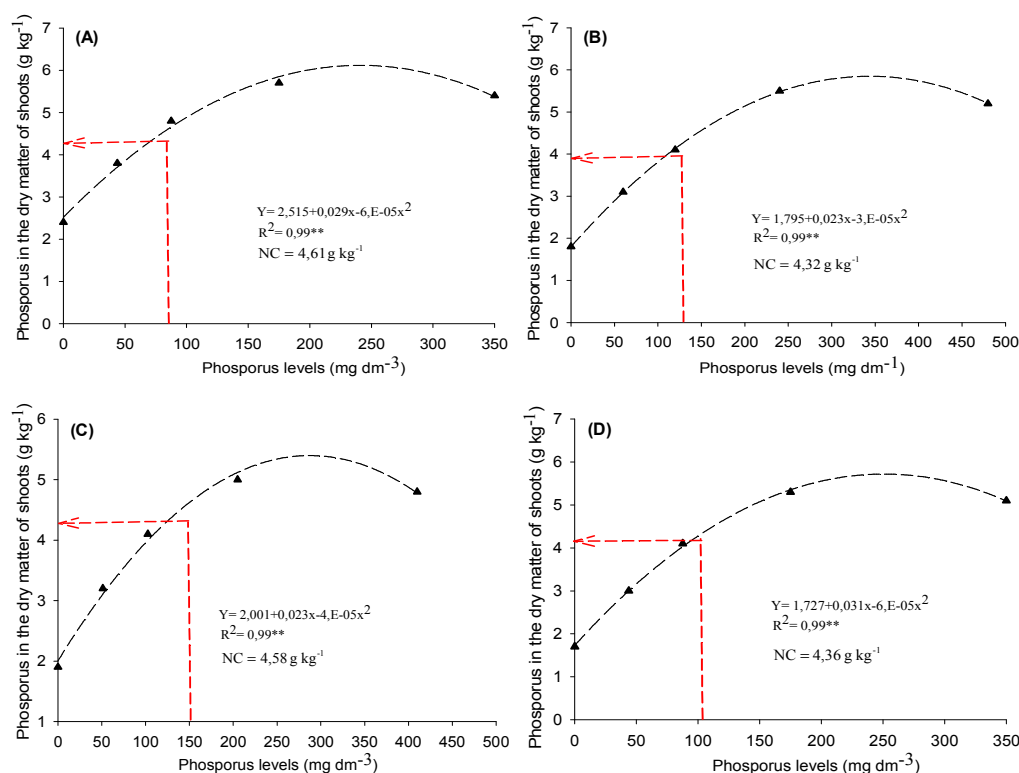 (A)
Phosporus in the dry matter of shoots (g kg-1)
7
6
5
4
3
2
1
0
Y= 2,515+0,029x-6,E-05x2
R2= 0,99**
NC = 4,61 g kg-1
0 50 100 150 200 250 300 350
Phosporus levels (mg dm-3)
(B)
Phosporus in the dry matter of shoots (g kg-1)
7
6
5
4
3
2
1
0
Y= 1,795+0,023x-3,E-05x2
R2= 0,99**
NC = 4,32 g kg-1
0 50 100 150 200 250 300 350 400 450 500
Phosporus levels (mg dm-1)
(C)
Phosporus in the dry matter of shoots (g kg-1)
6
5
4
3
2
1
Y= 2,001+0,023x-4,E-05x2
R2= 0,99**
NC = 4,58 g kg-1
0 50 100 150 200 250 300 350 400 450
Phosporus levels (mg dm-3)
(D)
Phosporus in the dry matter of shoots (g kg-1)
7
6
5
4
3
2
1
0
Y= 1,727+0,031x-6,E-05x2
R2= 0,99**
NC = 4,36 g kg-1
0 50 100 150 200 250 300 350
Phosporus levels (mg dm-3)